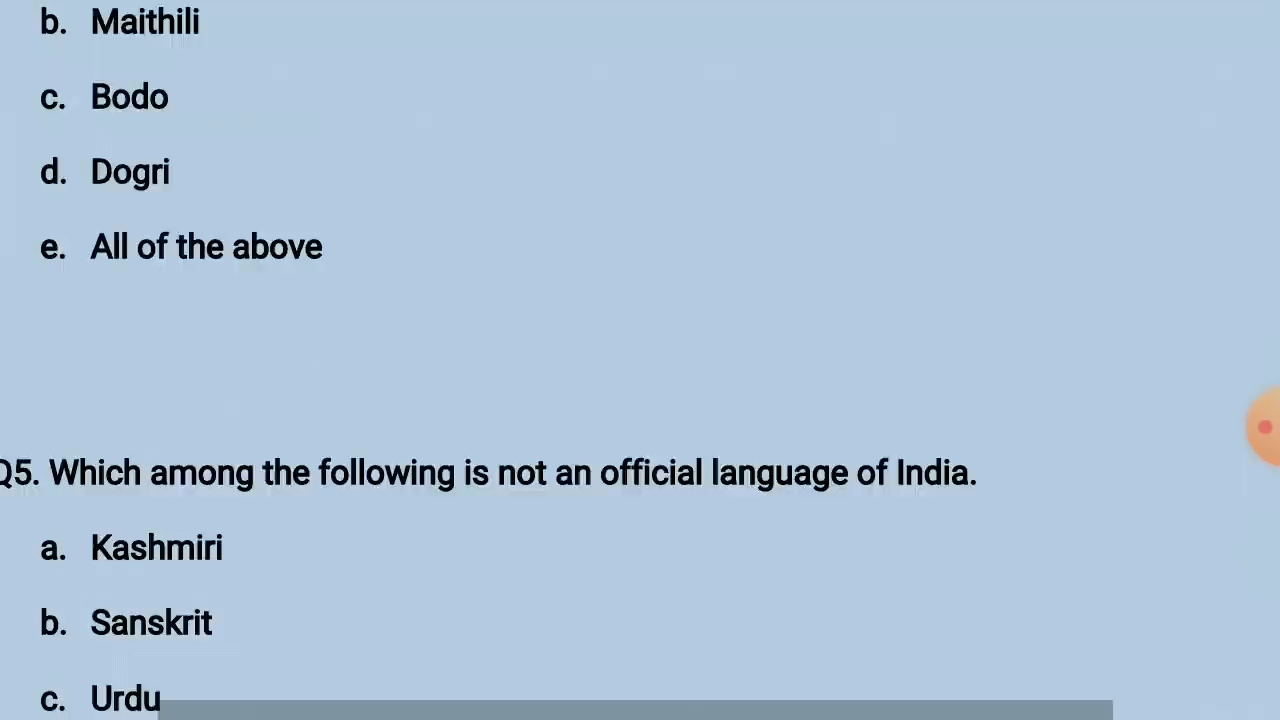 b. Maithili
c. Bodo
d. Dogri
e. All of the above
Q5. Which among the following is not an official language of India.
a. Kashmiri
b. Sanskrit
c. Urdu